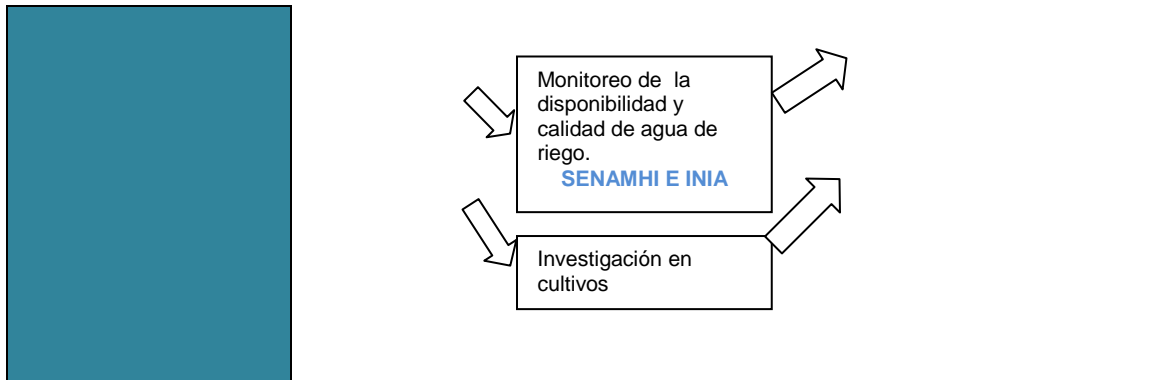 Monitoreo de la
disponibilidad y
calidad de agua de
riego.
SENAMHI E INIA
Investigación en
cultivos